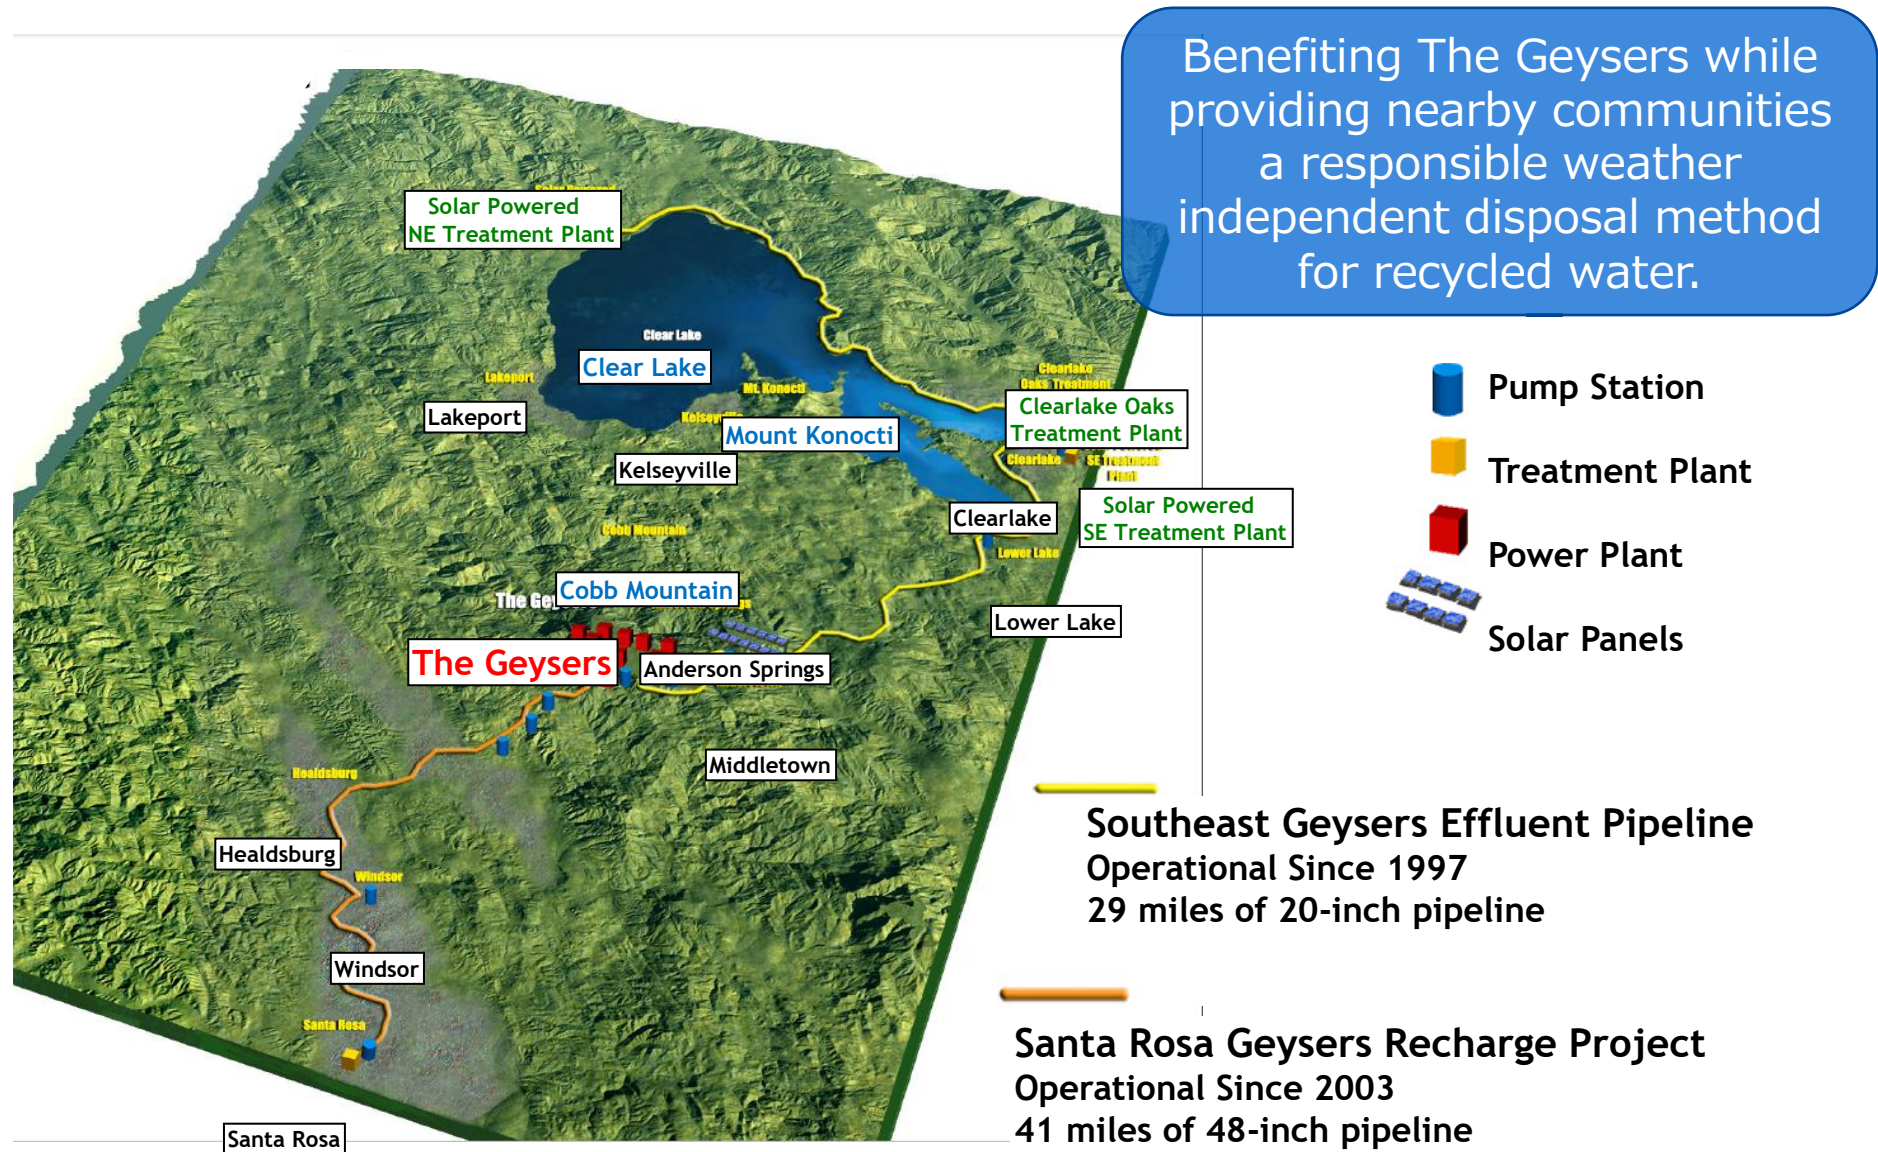 Benefiting The Geysers while
providing nearby communities
a responsible weather
independent disposal method
for recycled water.
Solar Powered
NE Treatment Plant
Clear Lake
Clear Lake
Lakeport
Lakeport
Mt. Konocti
Mount Konocti
Kelseyville
Clearlake
Oaks Treatment
Clearlake Oaks
Treatment Plant
Clearlake
SE Treatment
Plant
Solar Powered
SE Treatment Plant
Clearlake
Lower Lake
Lower Lake
Cobb Mountain
Cobb Mountain
The Geysers
Anderson Springs
Middletown
Healdsburg
Healdsburg
Windsor
Windsor
Santa Rosa
Santa Rosa
Pump Station
Treatment Plant
Power Plant
Solar Panels
Southeast Geysers Effluent Pipeline
Operational Since 1997
29 miles of 20-inch pipeline
Santa Rosa Geysers Recharge Project
Operational Since 2003
41 miles of 48-inch pipeline